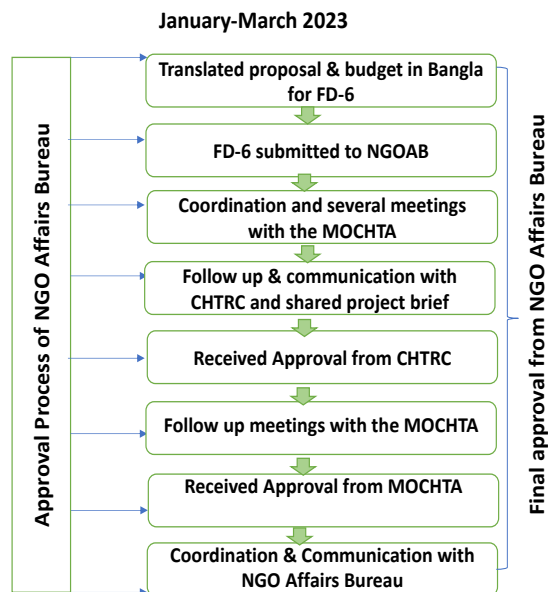 January-March 2023
Approval Process of NGO Affairs Bureau
Translated proposal & budget in Bangla
for FD-6
FD-6 submitted to NGOAB
Coordination and several meetings
with the MOCHTA
Follow up & communication with
CHTRC and shared project brief
Received Approval from CHTRC
Follow up meetings with the MOCHTA
Received Approval from MOCHTA
Coordination & Communication with
NGO Affairs Bureau
Final approval from NGO Affairs Bureau